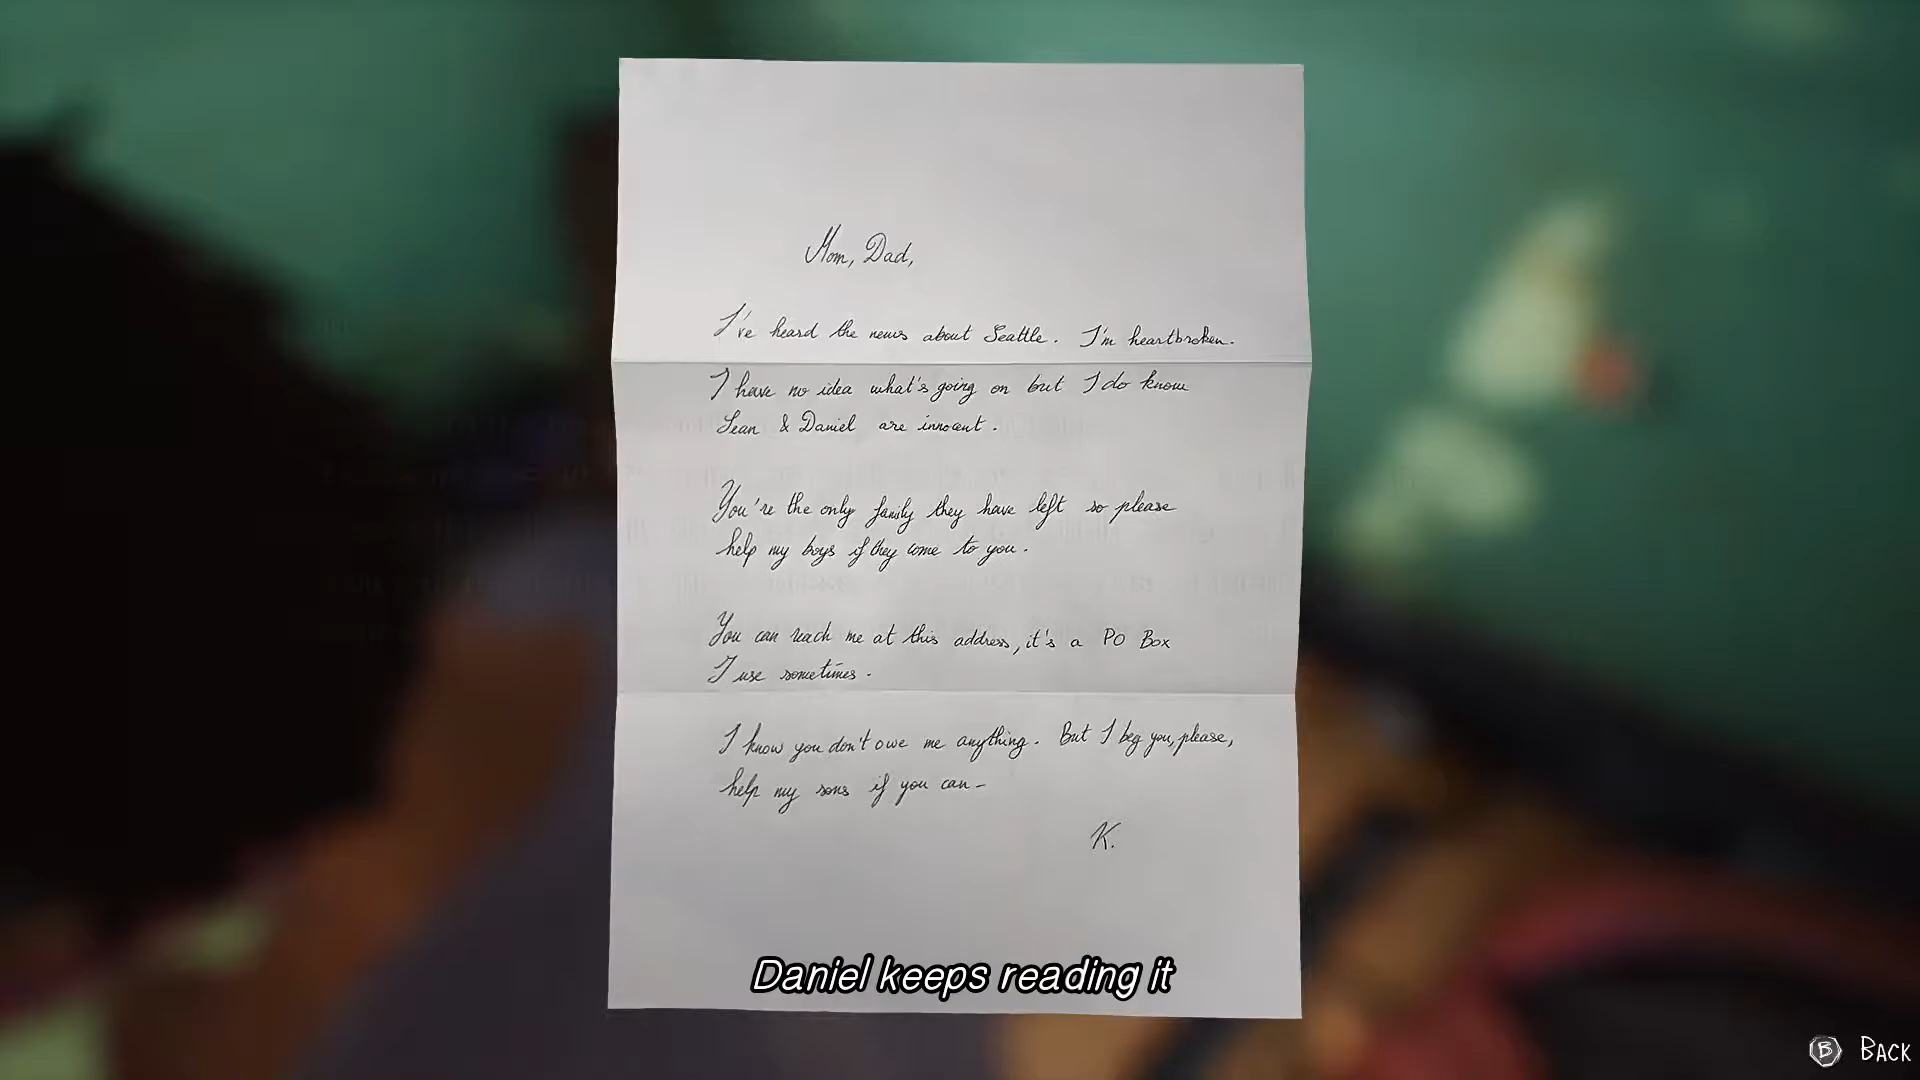 Mom, Dad,
I've heard the news about Seattle. I'm heartbroken.
I have no idea what's going on but I do know
Sean & Daniel are innocent.
You're the only family they have left so please
help my boys if they come to you.
You can reach me at this address, it's a PO Box
I use sometimes.
I know you don't owe me anything. But I beg you, please,
help my sons if you can-
K.
Daniel keeps reading it
B BACK